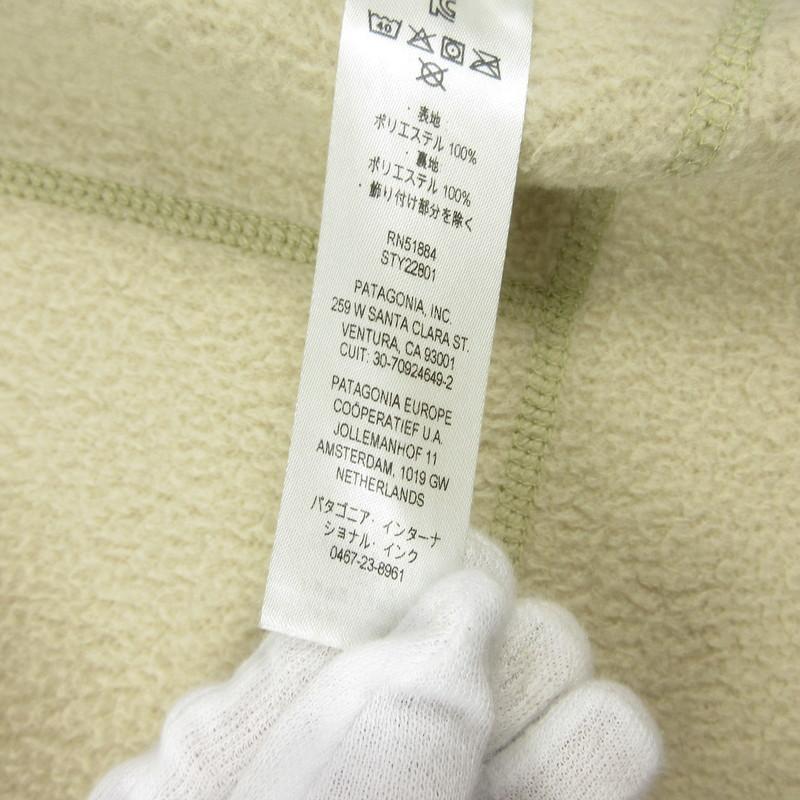 40
・表地
ポリエステル 100%
・裏地
ポリエステル 100%
・飾り付け部分を除く
RN51884
STY22801
PATAGONIA, INC.
259 W SANTA CLARA ST.
VENTURA, CA 93001
CUIT: 30-70924649-2
PATAGONIA EUROPE
COÖPERATIEF U.A.
JOLLEMANHOF 11
AMSTERDAM, 1019 GW
NETHERLANDS
パタゴニア・インターナ
ショナル・インク
0467-23-8961